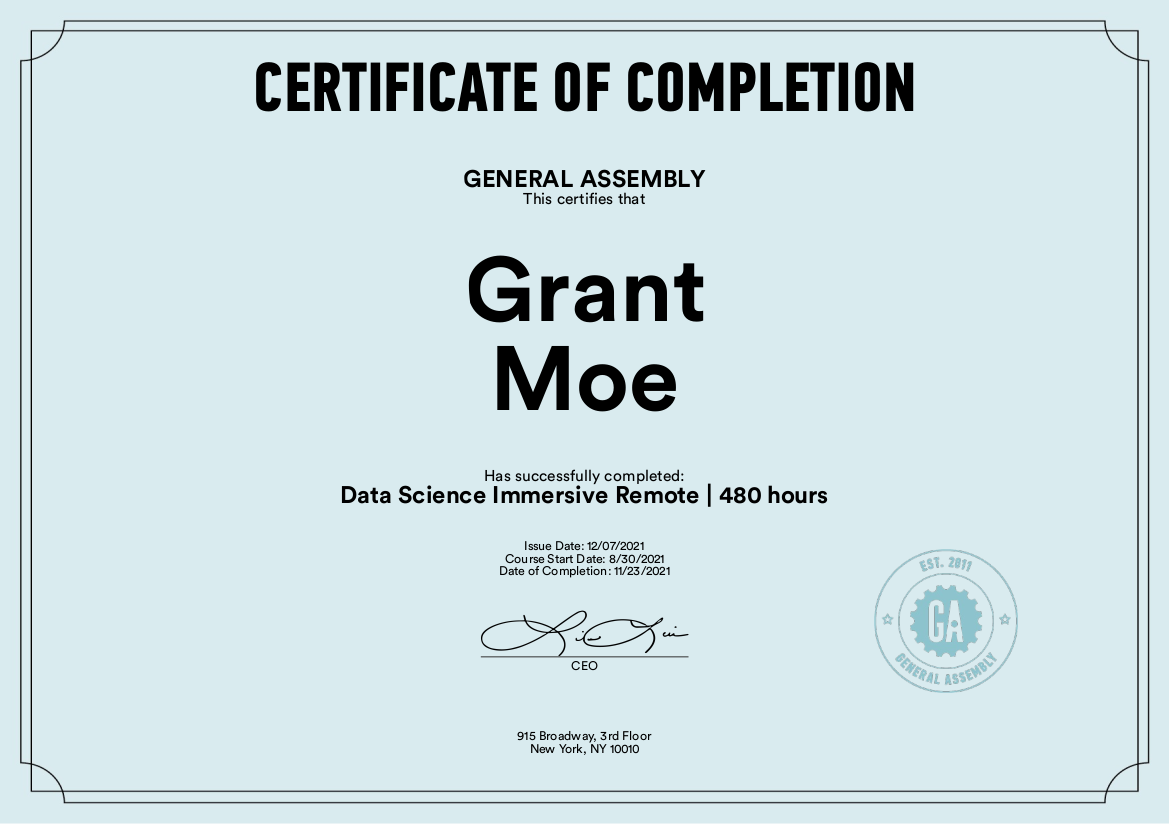 CERTIFICATE OF COMPLETION
GENERAL ASSEMBLY
This certifies that
Grant
Moe
Has successfully completed:
Data Science Immersive Remote | 480 hours
Issue Date: 12/07/2021
Course Start Date: 8/30/2021
Date of Completion: 11/23/2021
CEO
EST. 2011
GA
GENERAL ASSEMBLY
915 Broadway, 3rd Floor
New York, NY 10010